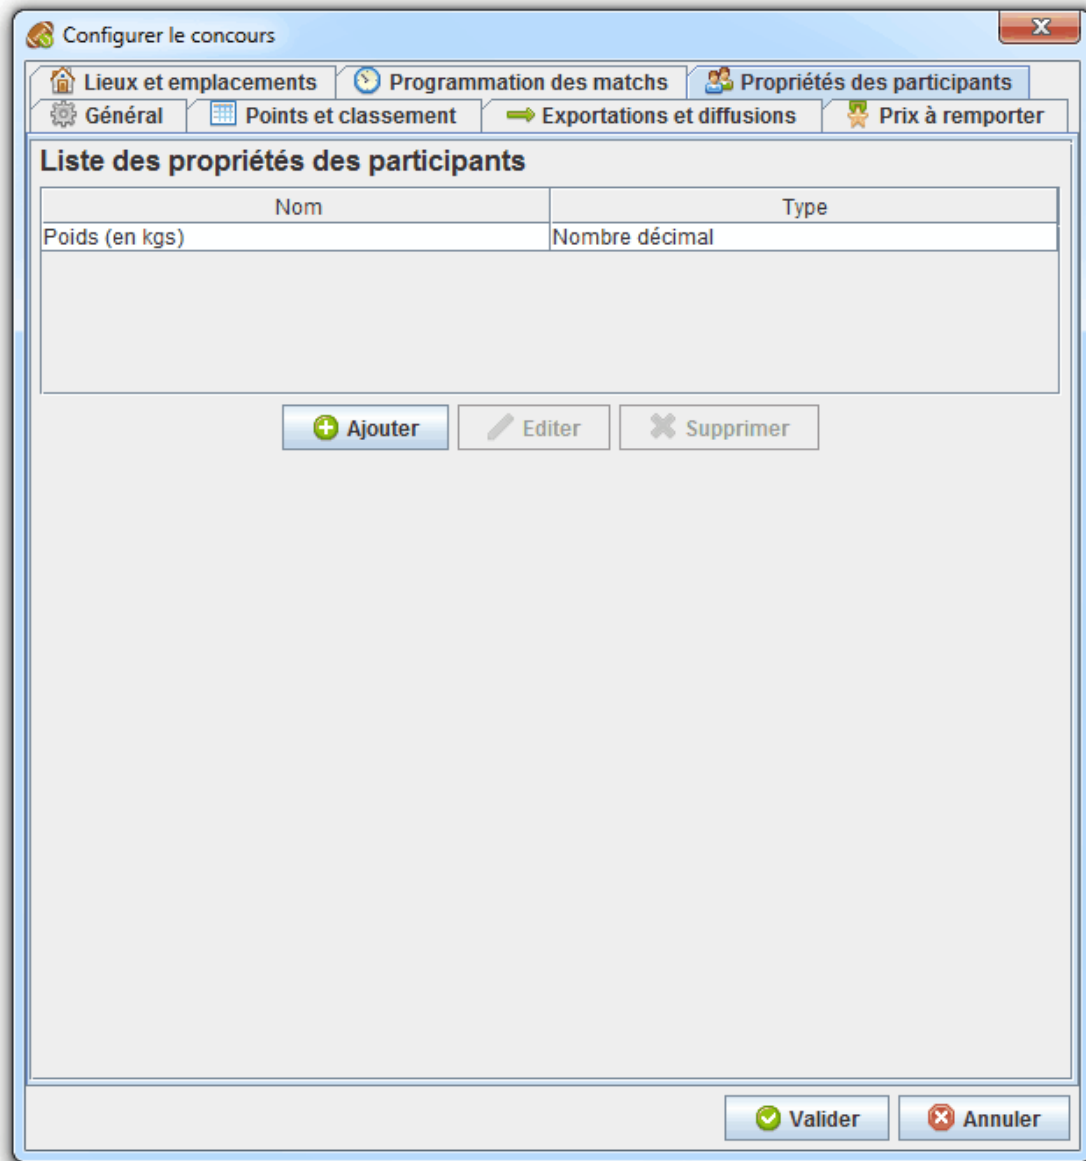 Configurer le concours
Lieux et emplacements Programmation des matchs Propriétés des participants
Général Points et classement Exportations et diffusions Prix à remporter
Liste des propriétés des participants
Nom Type
Poids (en kgs) Nombre décimal
Ajouter Editer Supprimer
Valider Annuler